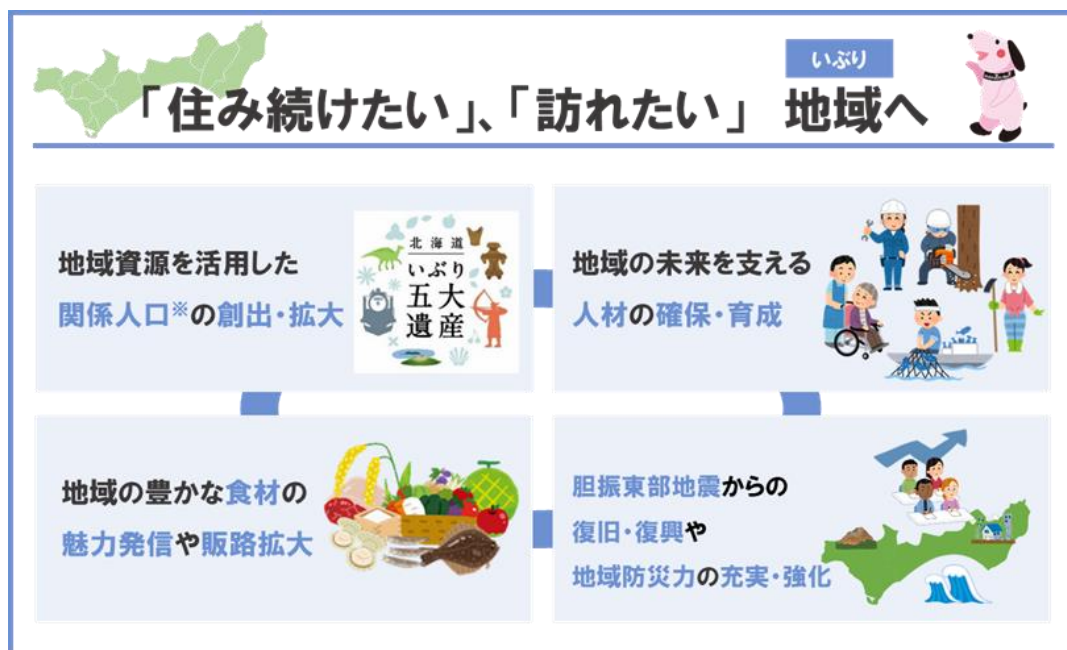 いぶり
「住み続けたい」、「訪れたい」 地域へ
地域資源を活用した
関係人口※の創出・拡大
北海道
いぶり
五大
遺産
地域の未来を支える
人材の確保・育成
地域の豊かな食材の
魅力発信や販路拡大
胆振東部地震からの
復旧・復興や
地域防災力の充実・強化